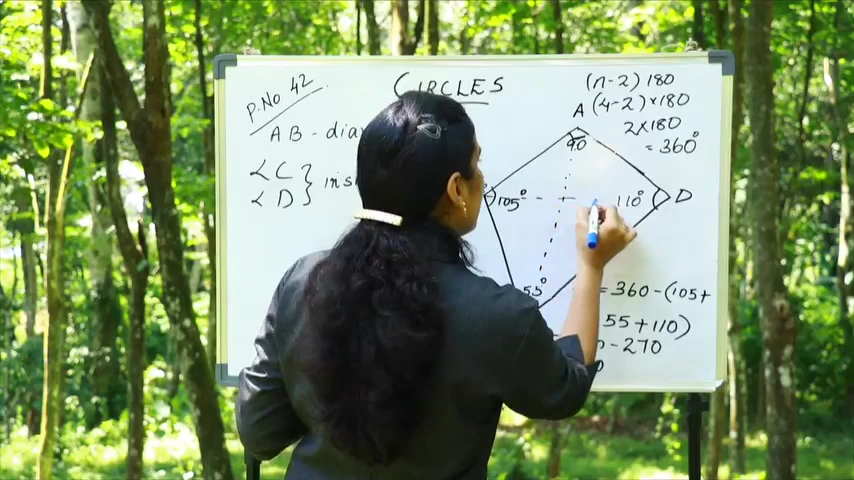 P.NO 42
CIRCLES
AB - dia
∠C
∠D } ins
(n-2) 180
(4-2)×180
2×180
= 360°
A
90
105°
110°
D
55°
= 360 - (105+
55 + 110)
- 270